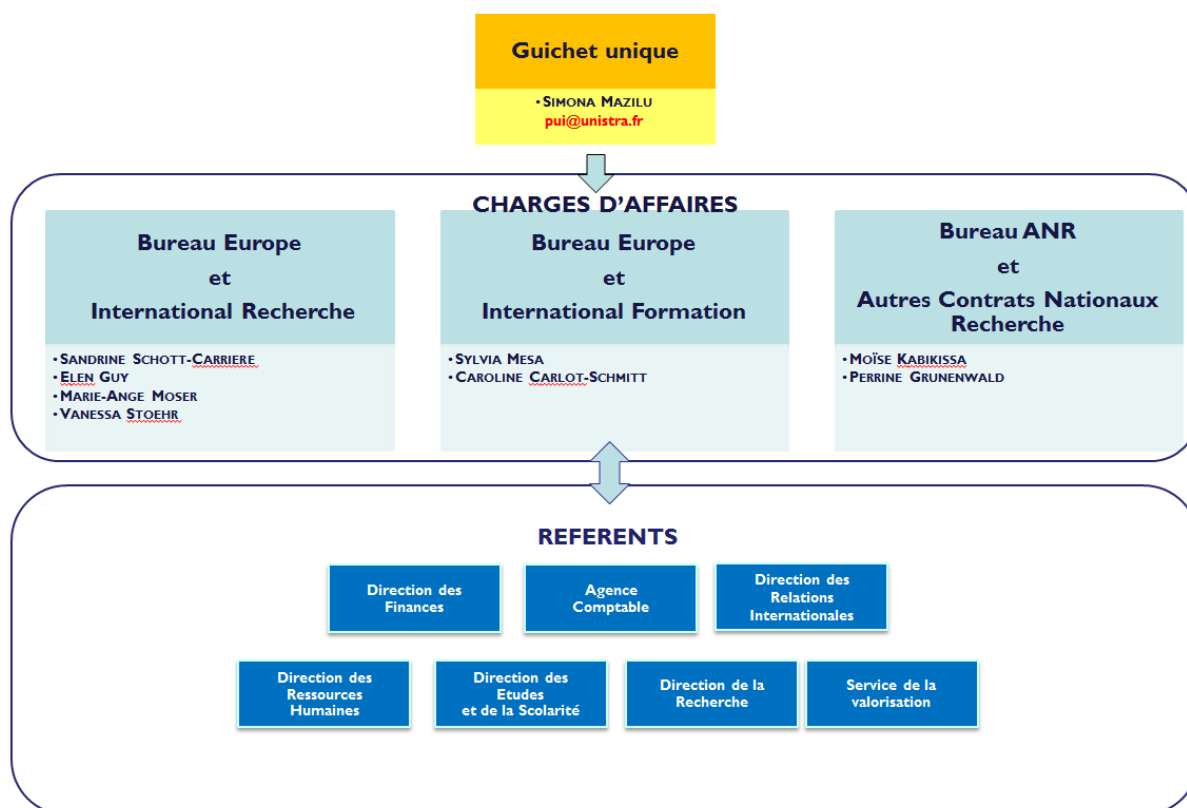 Guichet unique
• SIMONA MAZILU
pui@unistra.fr
CHARGES D'AFFAIRES
Bureau Europe
et
International Recherche
• SANDRINE SCHOTT-CARRIERE
• ELEN GUY
• MARIE-ANGE MOSER
• VANESSA STOEHR
Bureau Europe
et
International Formation
• SYLVIA MESA
• CAROLINE CARLOT-SCHMITT
Bureau ANR
et
Autres Contrats Nationaux
Recherche
• MOÏSE KABIKISSA
• PERRINE GRUNENWALD
REFERENTS
Direction des
Finances
Agence
Comptable
Direction des
Relations
Internationales
Direction des
Ressources
Humaines
Direction des
Etudes
et de la Scolarité
Direction de la
Recherche
Service de la
valorisation